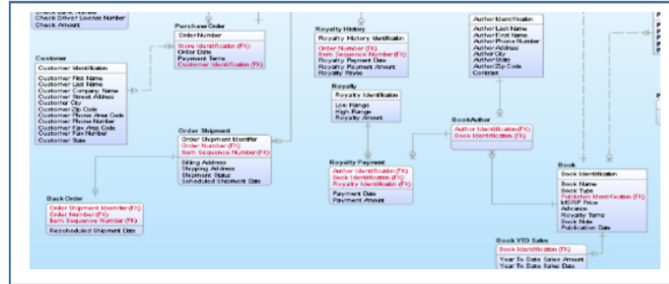 Check Driver License Number
Check Amount
Purchase Order
Order Number
Store Identification (FK)
Order Date
Payment Terms
Customer Identification (FK)
Customer
Customer Identification
Customer First Name
Customer Last Name
Customer Company Name
Customer Street Address
Customer City
Customer Zip Code
Customer Phone Area Code
Customer Phone Number
Customer Fax Area Code
Customer Fax Number
Customer State
Order Shipment
Order Shipment Identifier
Order Number (FK)
Item Sequence Number (FK)
Billing Address
Shipping Address
Shipment Status
Scheduled Shipment Date
Back Order
Order Shipment Identifier (FK)
Order Number (FK)
Item Sequence Number (FK)
Rescheduled Shipment Date
Royalty History
Royalty History Identification
Order Number (FK)
Item Sequence Number (FK)
Royalty Payment Date
Royalty Payment Amount
Royalty Payee
Royalty
Royalty Identification
Low Range
High Range
Royalty Amount
Royalty Payment
Author Identification (FK)
Book Identification (FK)
Royalty Identification (FK)
Payment Date
Payment Amount
Author Identification
Author Last Name
Author First Name
Author Phone Number
Author Address
Author City
Author State
Author Zip Code
Contract
BookAuthor
Author Identification (FK)
Book Identification (FK)
Book
Book Identification
Book Name
Book Type
Publisher Identification (FK)
MSRP Price
Advance
Royalty Terms
Book Note
Publication Date
Book YTD Sales
Book Identification (FK)
Year To Date Sales Amount
Year To Date Sales Date